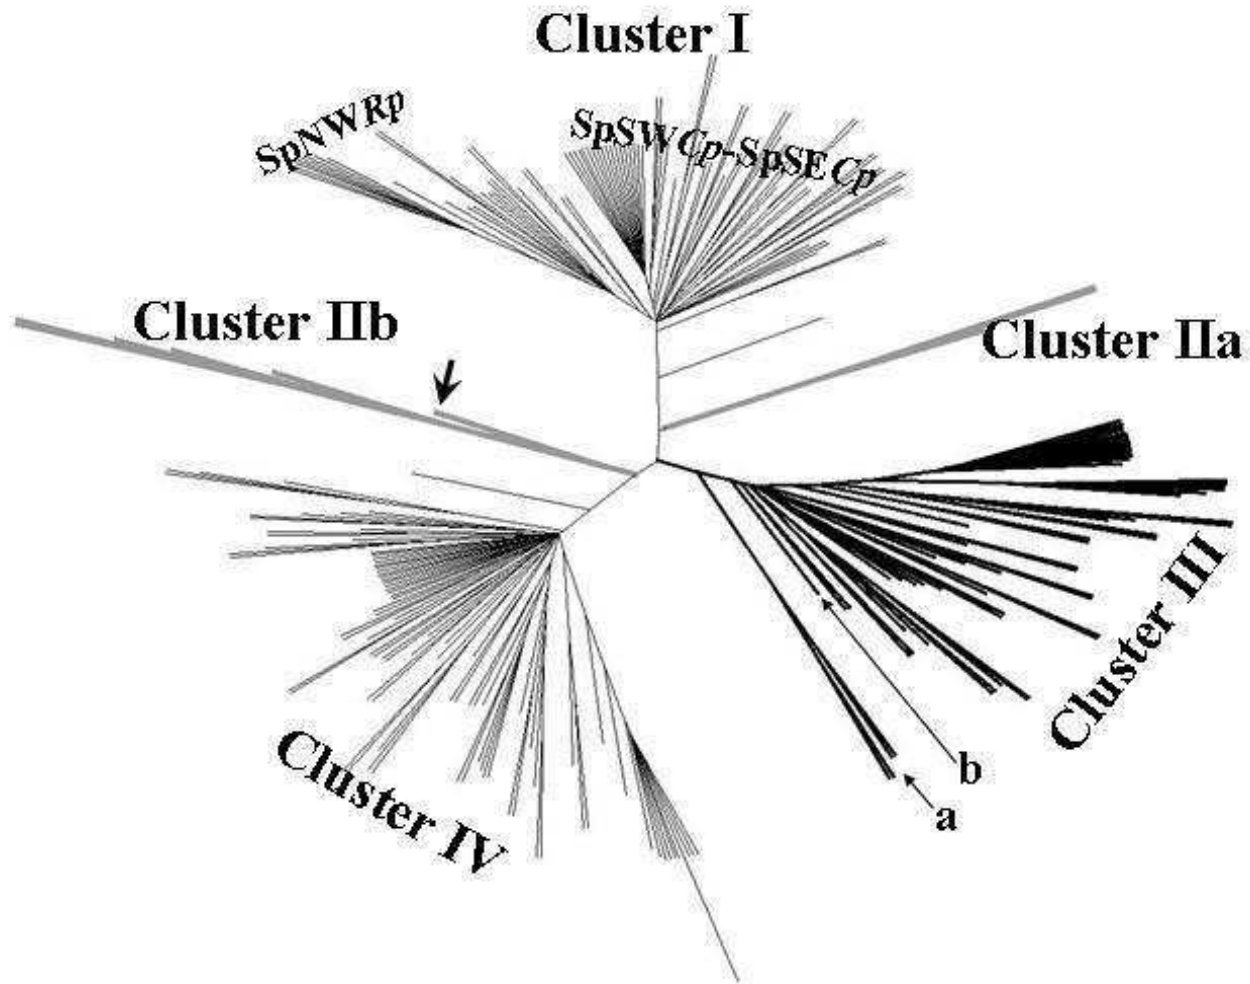 Cluster I
SpNWRp
SpSWCp-SpSECp
Cluster IIb
Cluster IIa
Cluster III
b
a
Cluster IV